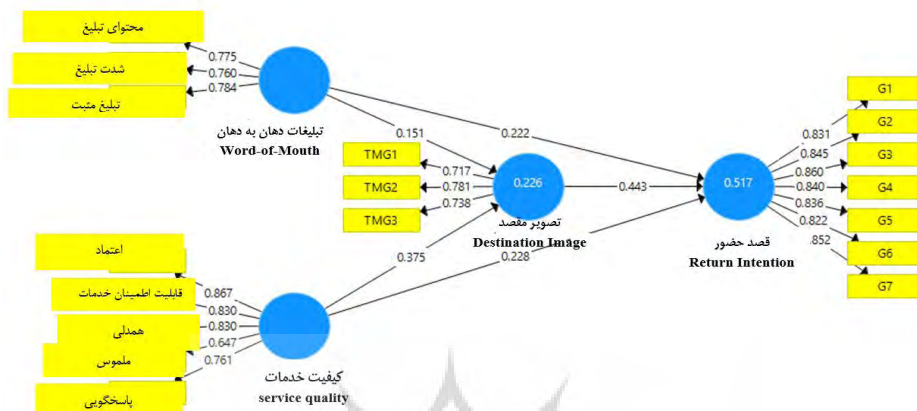 محتوای تبلیغ
شدت تبلیغ
تبلیغ مثبت
0.775
0.760
0.784
تبلیغات دهان به دهان
Word-of-Mouth
0.151
0.222
TMG1
TMG2
TMG3
0.717
0.781
0.738
0.226
تصویر مقصد
Destination Image
0.443
0.517
قصد حضور
Return Intention
0.831
0.845
0.860
0.840
0.836
0.822
.852
G1
G2
G3
G4
G5
G6
G7
0.375
0.228
اعتماد
قابلیت اطمینان خدمات
همدلی
ملموس
پاسخگویی
0.867
0.830
0.830
0.647
0.761
کیفیت خدمات
service quality